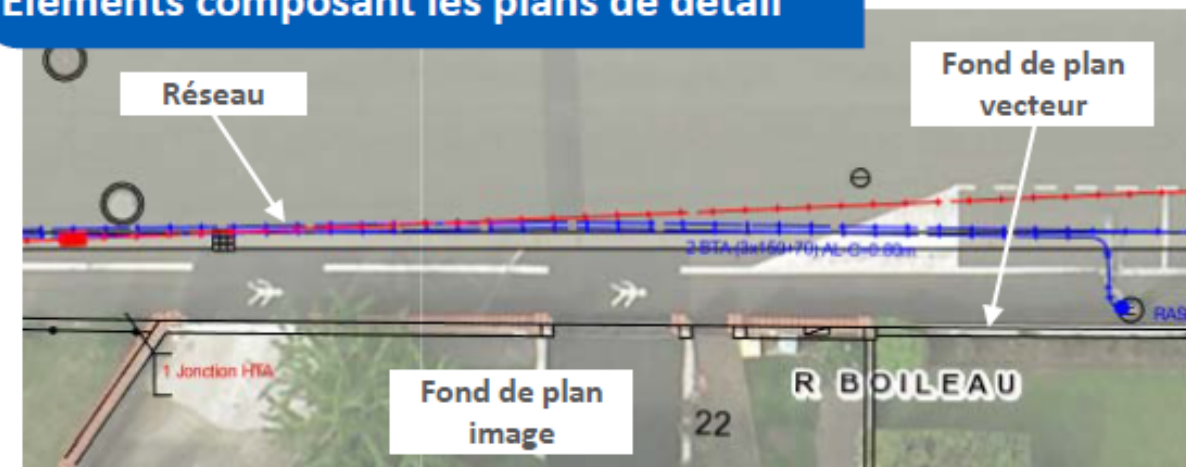 Eléments composant les plans de détail
Réseau
Fond de plan
vecteur
2 BTA (3x150+70) AL-C=0.80m
RAS
1 Jonction HTA
Fond de plan
image
R BOILEAU
22